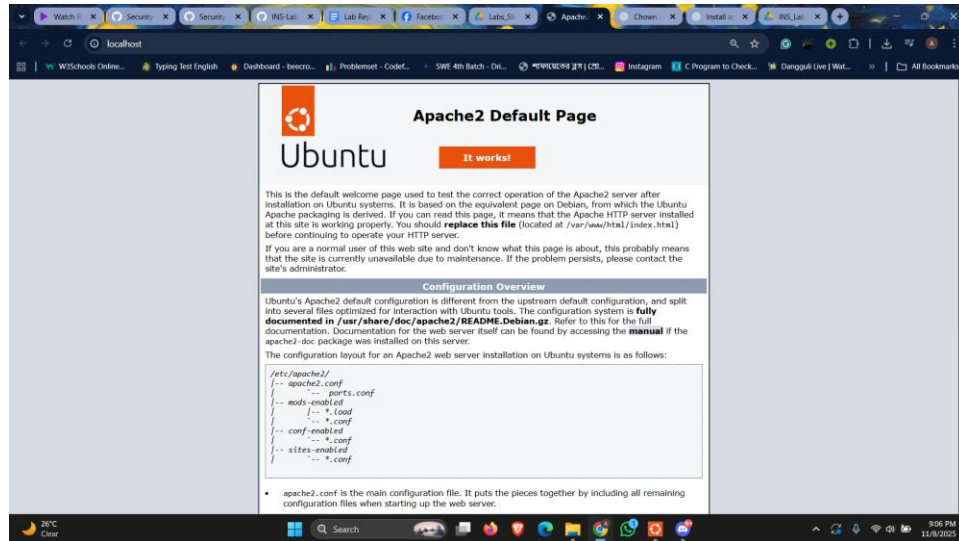 Watch R
Security
Security
INS-Lab
Lab Rep
Facebo
Labs_S
Apache
Chown
Install a
INS_Lab
localhost
W3Schools Online...
Typing Test English
Dashboard - beecro...
Problemset - Codef...
SWE 4th Batch - Dri...
Instagram
C Program to Check...
Dangguli Live | Wat...
»
All Bookmarks
Apache2 Default Page
Ubuntu
It works!
This is the default welcome page used to test the correct operation of the Apache2 server after
installation on Ubuntu systems. It is based on the equivalent page on Debian, from which the Ubuntu
Apache packaging is derived. If you can read this page, it means that the Apache HTTP server installed
at this site is working properly. You should replace this file (located at /var/www/html/index.html)
before continuing to operate your HTTP server.
If you are a normal user of this web site and don't know what this page is about, this probably means
that the site is currently unavailable due to maintenance. If the problem persists, please contact the
site's administrator.
Configuration Overview
Ubuntu's Apache2 default configuration is different from the upstream default configuration, and split
into several files optimized for interaction with Ubuntu tools. The configuration system is fully
documented in /usr/share/doc/apache2/README.Debian.gz. Refer to this for the full
documentation. Documentation for the web server itself can be found by accessing the manual if the
apache2-doc package was installed on this server.
The configuration layout for an Apache2 web server installation on Ubuntu systems is as follows:
/etc/apache2/
|-- apache2.conf
|       `--  ports.conf
|-- mods-enabled
|       |-- *.load
|       `-- *.conf
|-- conf-enabled
|       `-- *.conf
|-- sites-enabled
|       `-- *.conf
• apache2.conf is the main configuration file. It puts the pieces together by including all remaining
configuration files when starting up the web server.
26°C
Clear
Search
9:06 PM
11/8/2025